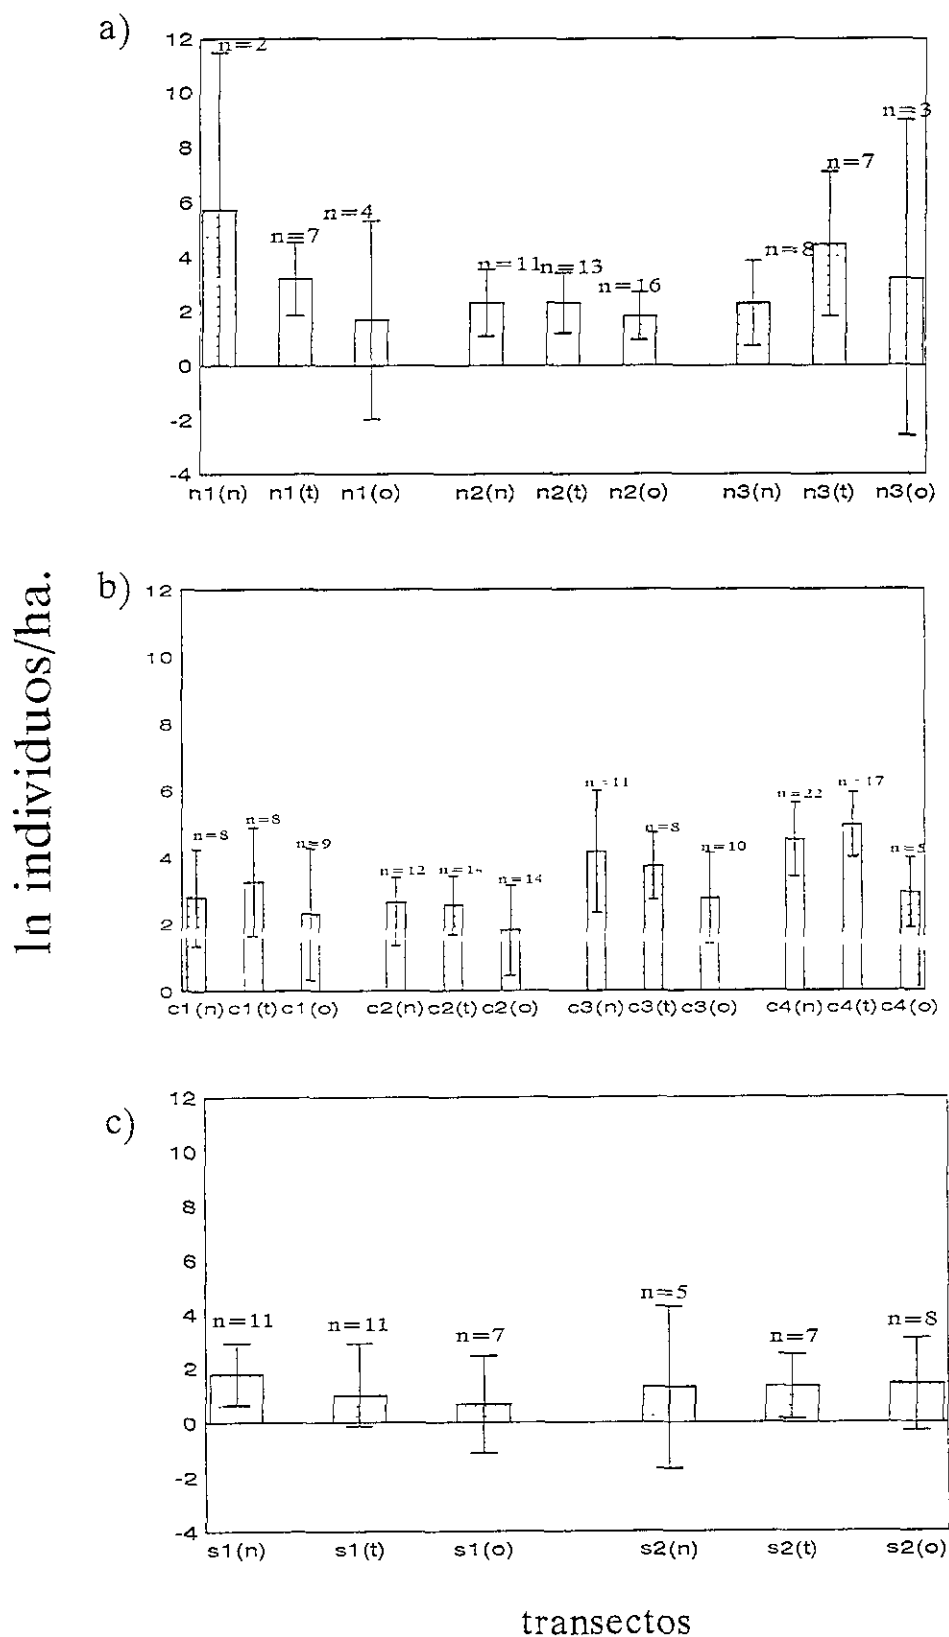 a)
12
n=2
10
n=3
8
n=7
6
n=4
n=7
4
n=11 n=13
n=8
n=16
2
0
-2
-4
n1(n) n1(t) n1(o) n2(n) n2(t) n2(o) n3(n) n3(t) n3(o)
ln individuos/ha.
b)
12
10
8
6
n=11
n=22
n=17
n=8
n=8
n=9
n=8
n=10
4
n=12
n=14
n=5
2
0
c1(n) c1(t) c1(o) c2(n) c2(t) c2(o) c3(n) c3(t) c3(o) c4(n) c4(t) c4(o)
c)
12
10
8
6
n=5
4
n=11
n=11
n=7
n=7
n=8
2
0
-2
-4
s1(n) s1(t) s1(o) s2(n) s2(t) s2(o)
transectos